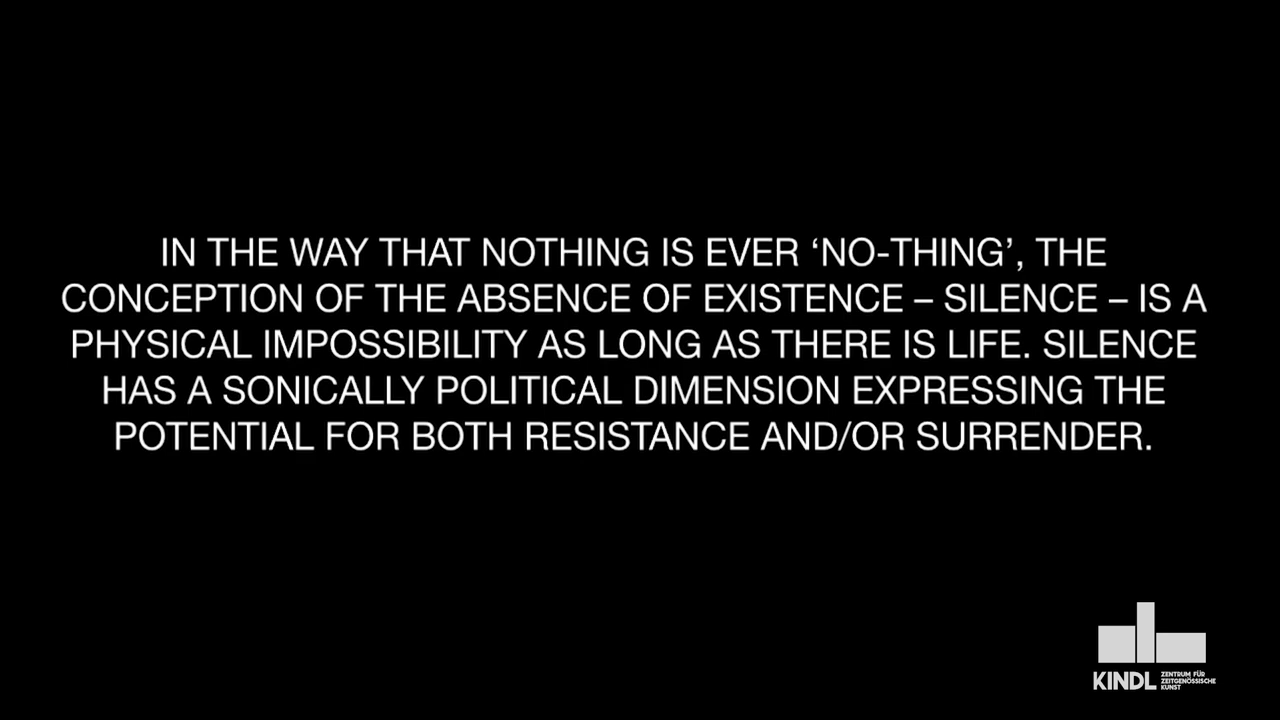 IN THE WAY THAT NOTHING IS EVER ‘NO-THING’, THE
CONCEPTION OF THE ABSENCE OF EXISTENCE – SILENCE – IS A
PHYSICAL IMPOSSIBILITY AS LONG AS THERE IS LIFE. SILENCE
HAS A SONICALLY POLITICAL DIMENSION EXPRESSING THE
POTENTIAL FOR BOTH RESISTANCE AND/OR SURRENDER.
KINDL
ZENTRUM FÜR
ZEITGENÖSSISCHE
KUNST